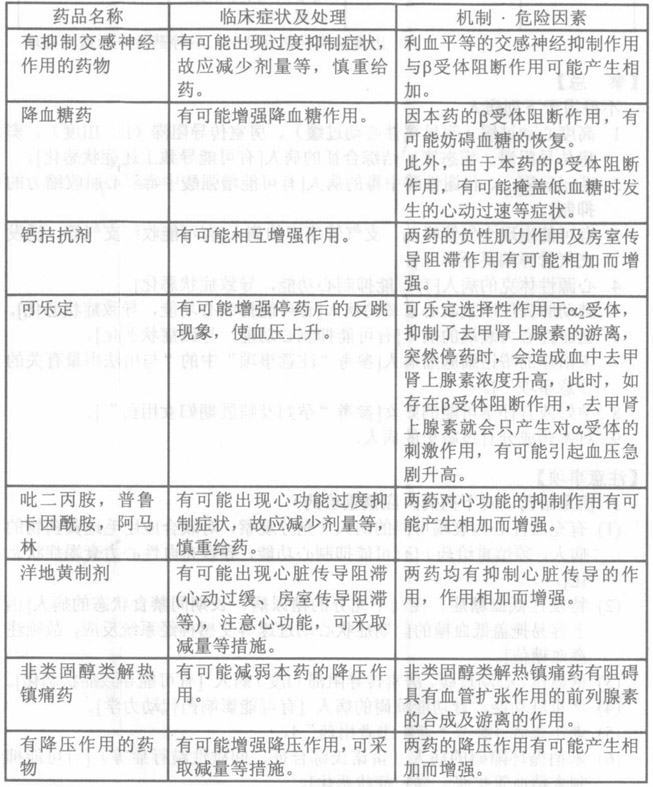 药品名称 临床症状及处理 机制·危险因素
有抑制交感神经
作用的药物
有可能出现过度抑制症状,
故应减少剂量等，慎重给
药。
利血平等的交感神经抑制作用
与β受体阻断作用可能产生相
加。
降血糖药
有可能增强降血糖作用。
因本药的β受体阻断作用，有
可能妨碍血糖的恢复。
此外，由于本药的β受体阻断
作用，有可能掩盖低血糖时发
生的心动过速等症状。
钙拮抗剂
有可能相互增强作用。
两药的负性肌力作用及房室传
导阻滞作用有可能相加而增
强。
可乐定
有可能增强停药后的反跳
现象，使血压上升。
可乐定选择性作用于α2受体，
抑制了去甲肾上腺素的游离，
突然停药时，会造成血中去甲
肾上腺素浓度升高，此时，如
存在β受体阻断作用，去甲肾
上腺素就会只产生对α受体的
刺激作用，有可能引起血压急
剧升高。
吡二丙胺，普鲁
卡因酰胺，阿马
林
有可能出现心功能过度抑
制症状，故应减少剂量等，
慎重给药。
两药对心功能的抑制作用有可
能产生相加而增强。
洋地黄制剂
有可能出现心脏传导阻滞
(心动过缓、房室传导阻滞
等)，注意心功能，可采取
减量等措施。
两药均有抑制心脏传导的作
用，作用相加而增强。
非类固醇类解热
镇痛药
有可能减弱本药的降压作
用。
非类固醇类解热镇痛药有阻碍
具有血管扩张作用的前列腺素
的合成及游离的作用。
有降压作用的药
物
有可能增强降压作用，可采
取减量等措施。
两药的降压作用有可能产生相
加而增强。